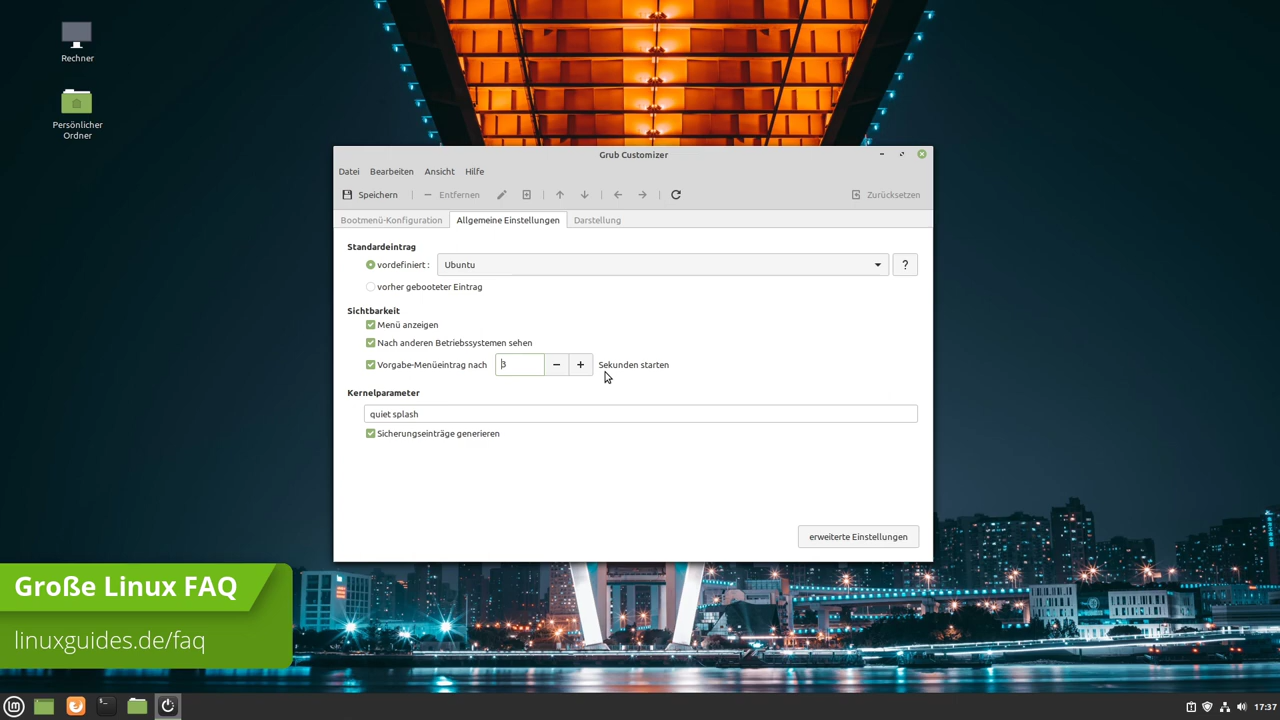 Rechner
Persönlicher
Ordner
Grub Customizer
Datei Bearbeiten Ansicht Hilfe
Speichern Entfernen Zurücksetzen
Bootmenü-Konfiguration Allgemeine Einstellungen Darstellung
Standardeintrag
vordefiniert : Ubuntu ?
vorher gebooteter Eintrag
Sichtbarkeit
Menü anzeigen
Nach anderen Betriebssystemen sehen
Vorgabe-Menüeintrag nach 3 Sekunden starten
Kernelparameter
quiet splash
Sicherungseinträge generieren
erweiterte Einstellungen
Große Linux FAQ
linuxguides.de/faq
17:37